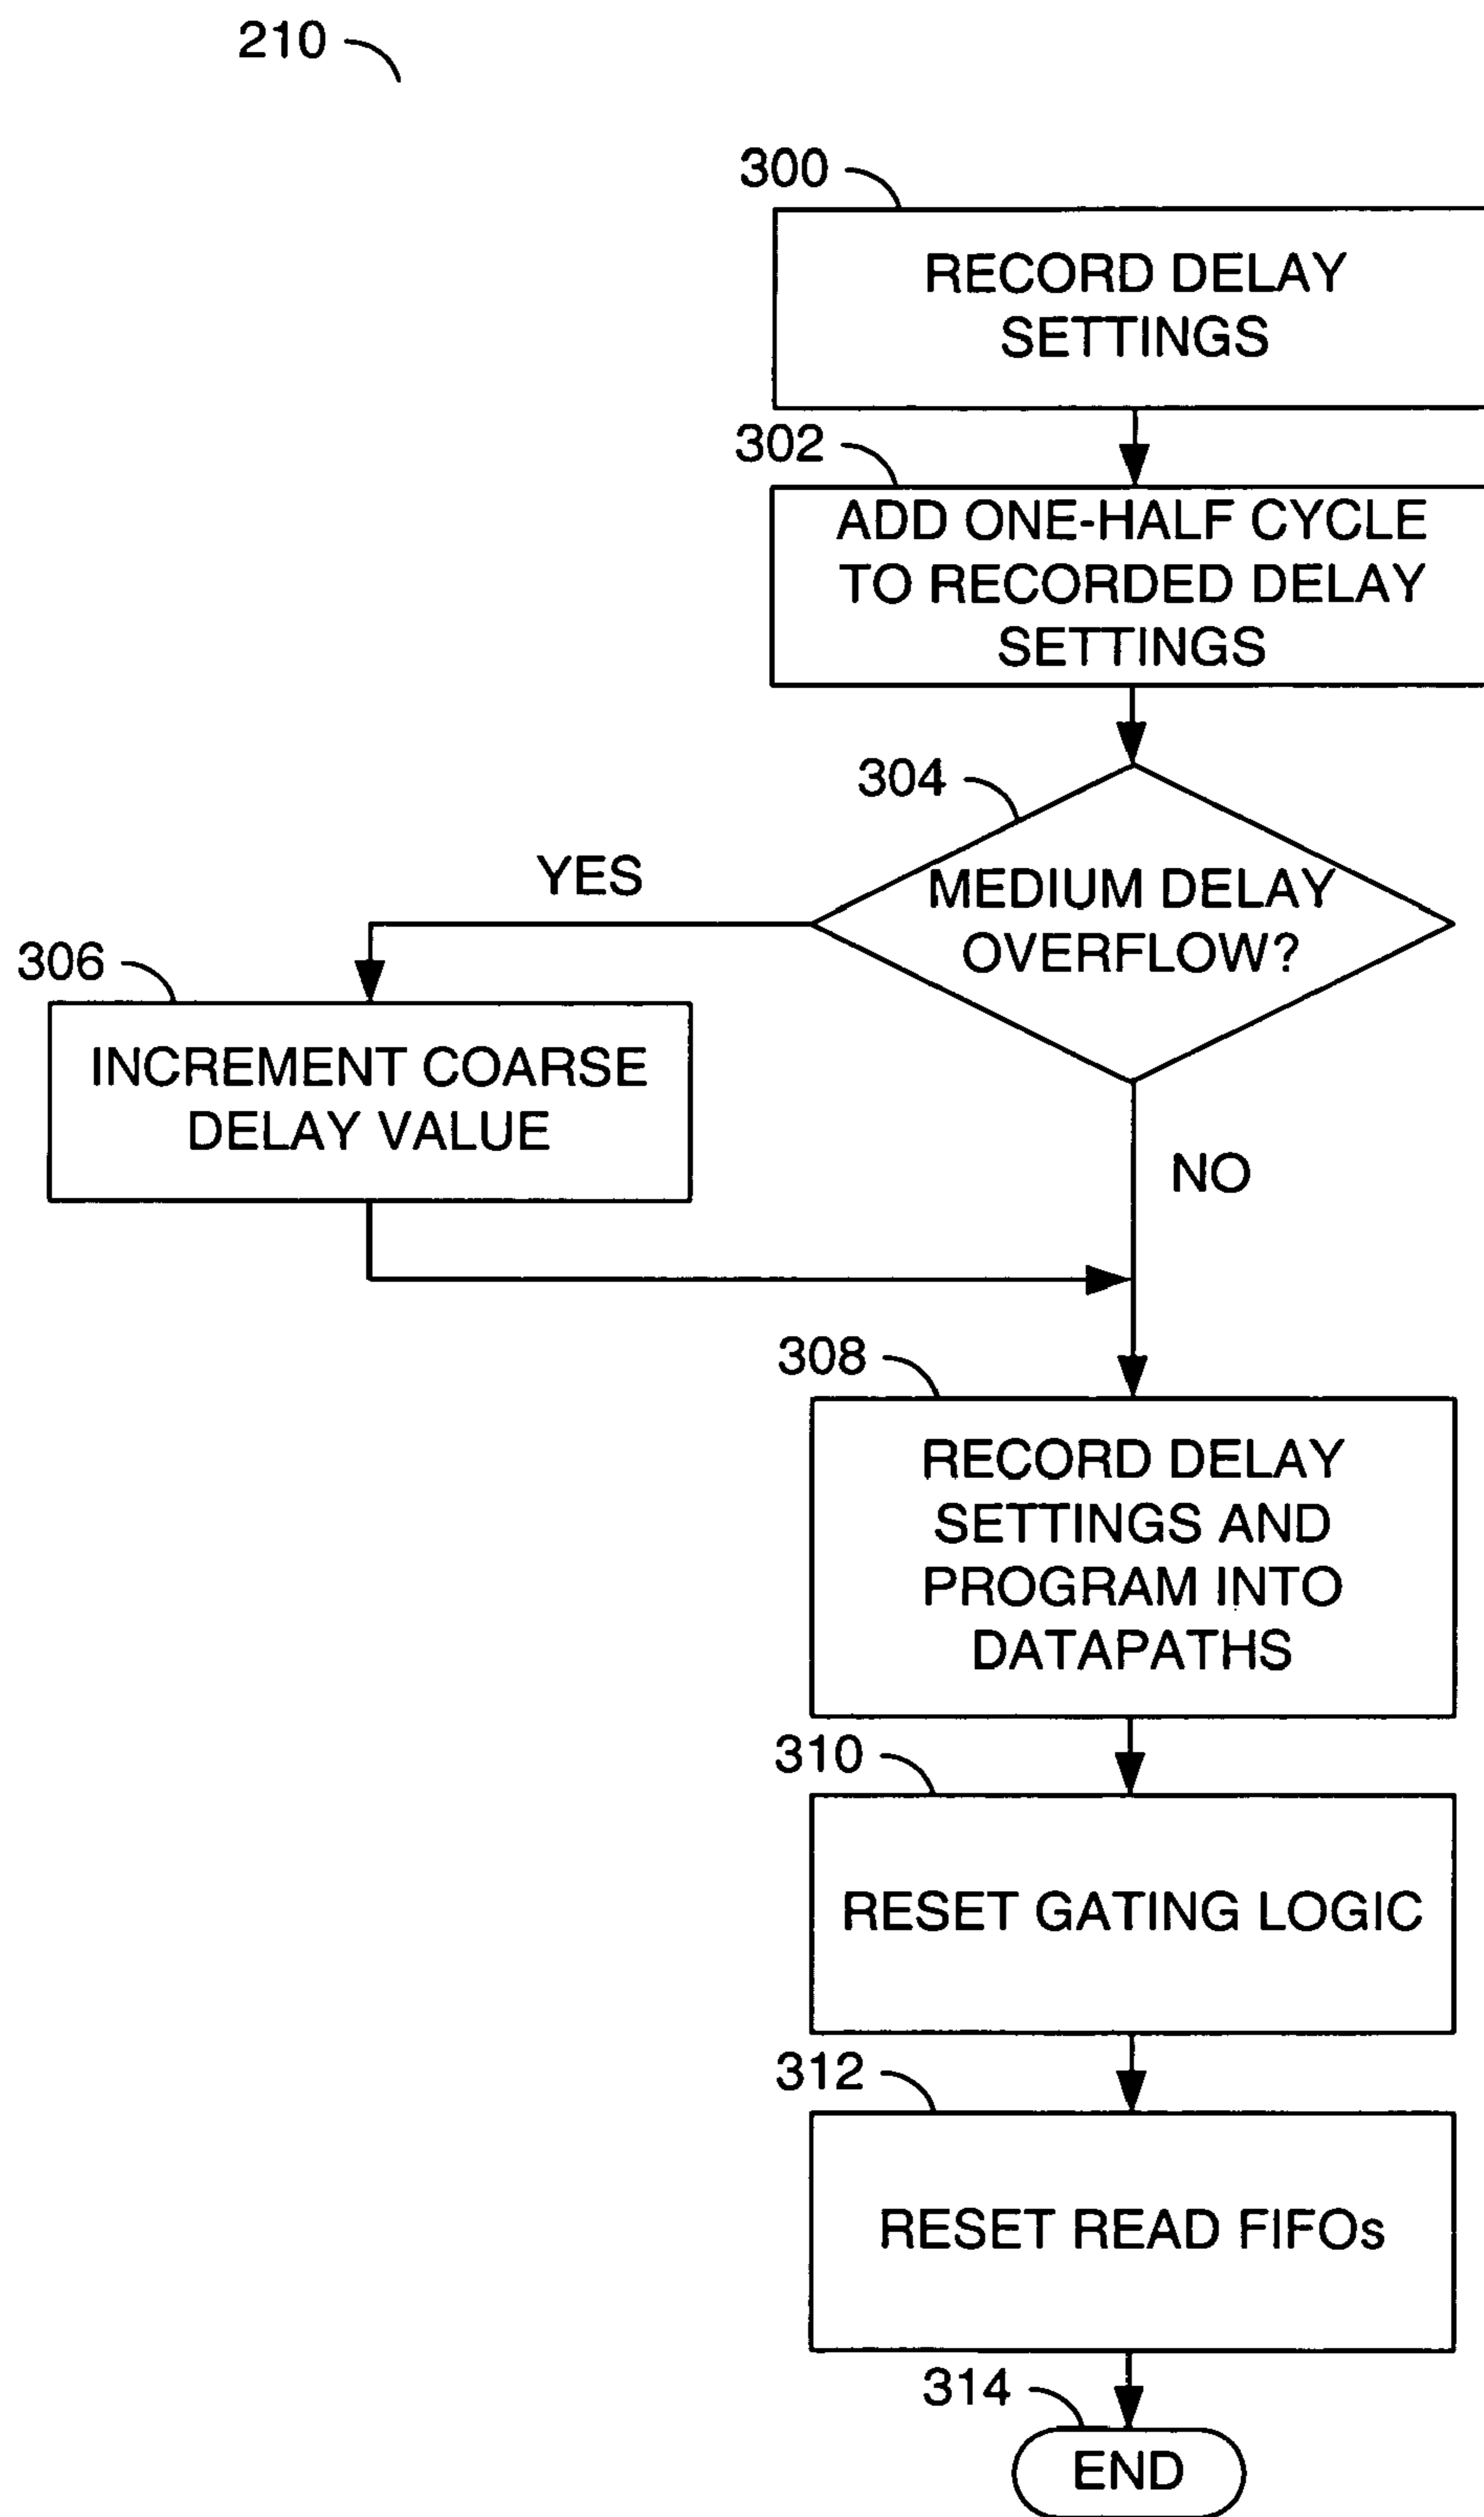 210
300
RECORD DELAY
SETTINGS
302
ADD ONE-HALF CYCLE
TO RECORDED DELAY
SETTINGS
304
MEDIUM DELAY
OVERFLOW?
YES
306
INCREMENT COARSE
DELAY VALUE
NO
308
RECORD DELAY
SETTINGS AND
PROGRAM INTO
DATAPATHS
310
RESET GATING LOGIC
312
RESET READ FIFOs
314
END